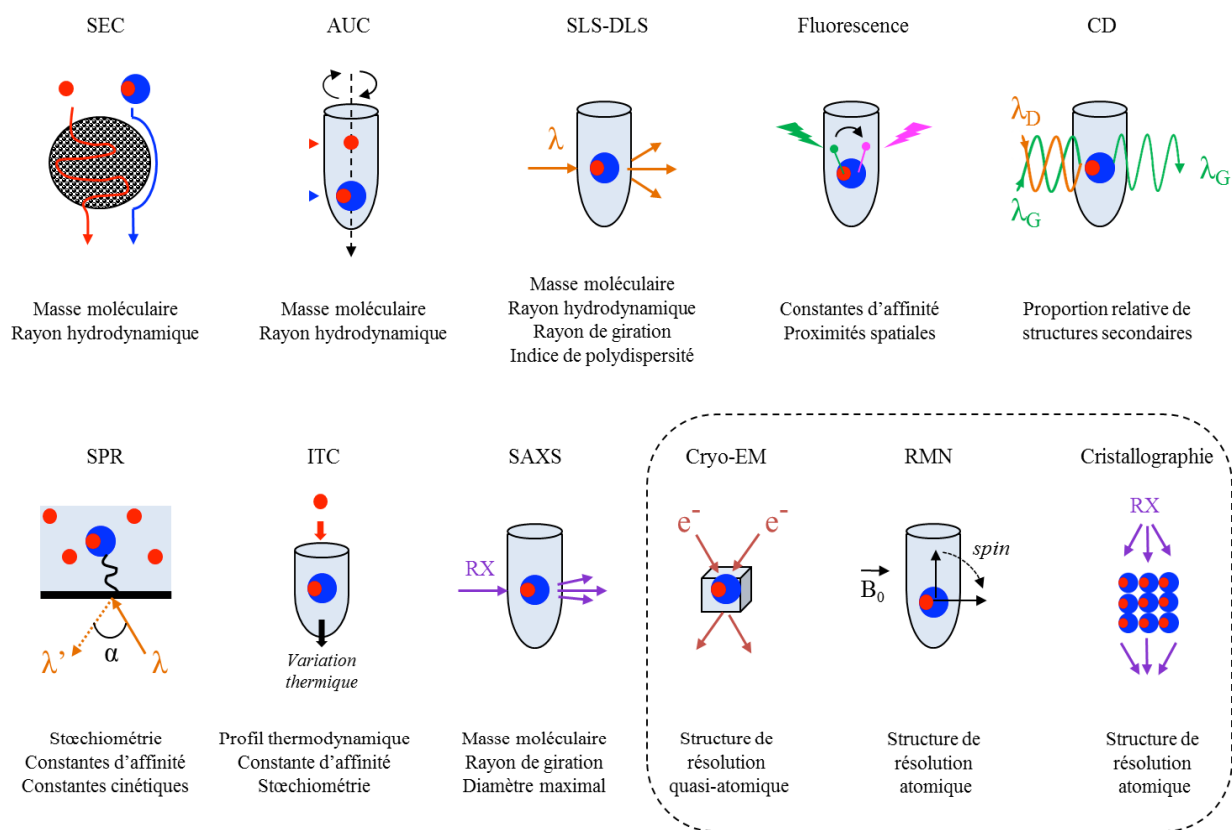 SEC
AUC
SLS-DLS
Fluorescence
CD
λ
λD
λG
λG
Masse moléculaire
Rayon hydrodynamique
Masse moléculaire
Rayon hydrodynamique
Masse moléculaire
Rayon hydrodynamique
Rayon de giration
Indice de polydispersité
Constantes d’affinité
Proximités spatiales
Proportion relative de
structures secondaires
SPR
ITC
SAXS
Cryo-EM
RMN
Cristallographie
λ’
α
λ
Variation
thermique
RX
e-
e-
B0
spin
RX
Stœchiométrie
Constantes d’affinité
Constantes cinétiques
Profil thermodynamique
Constante d’affinité
Stœchiométrie
Masse moléculaire
Rayon de giration
Diamètre maximal
Structure de
résolution
quasi-atomique
Structure de
résolution
atomique
Structure de
résolution
atomique